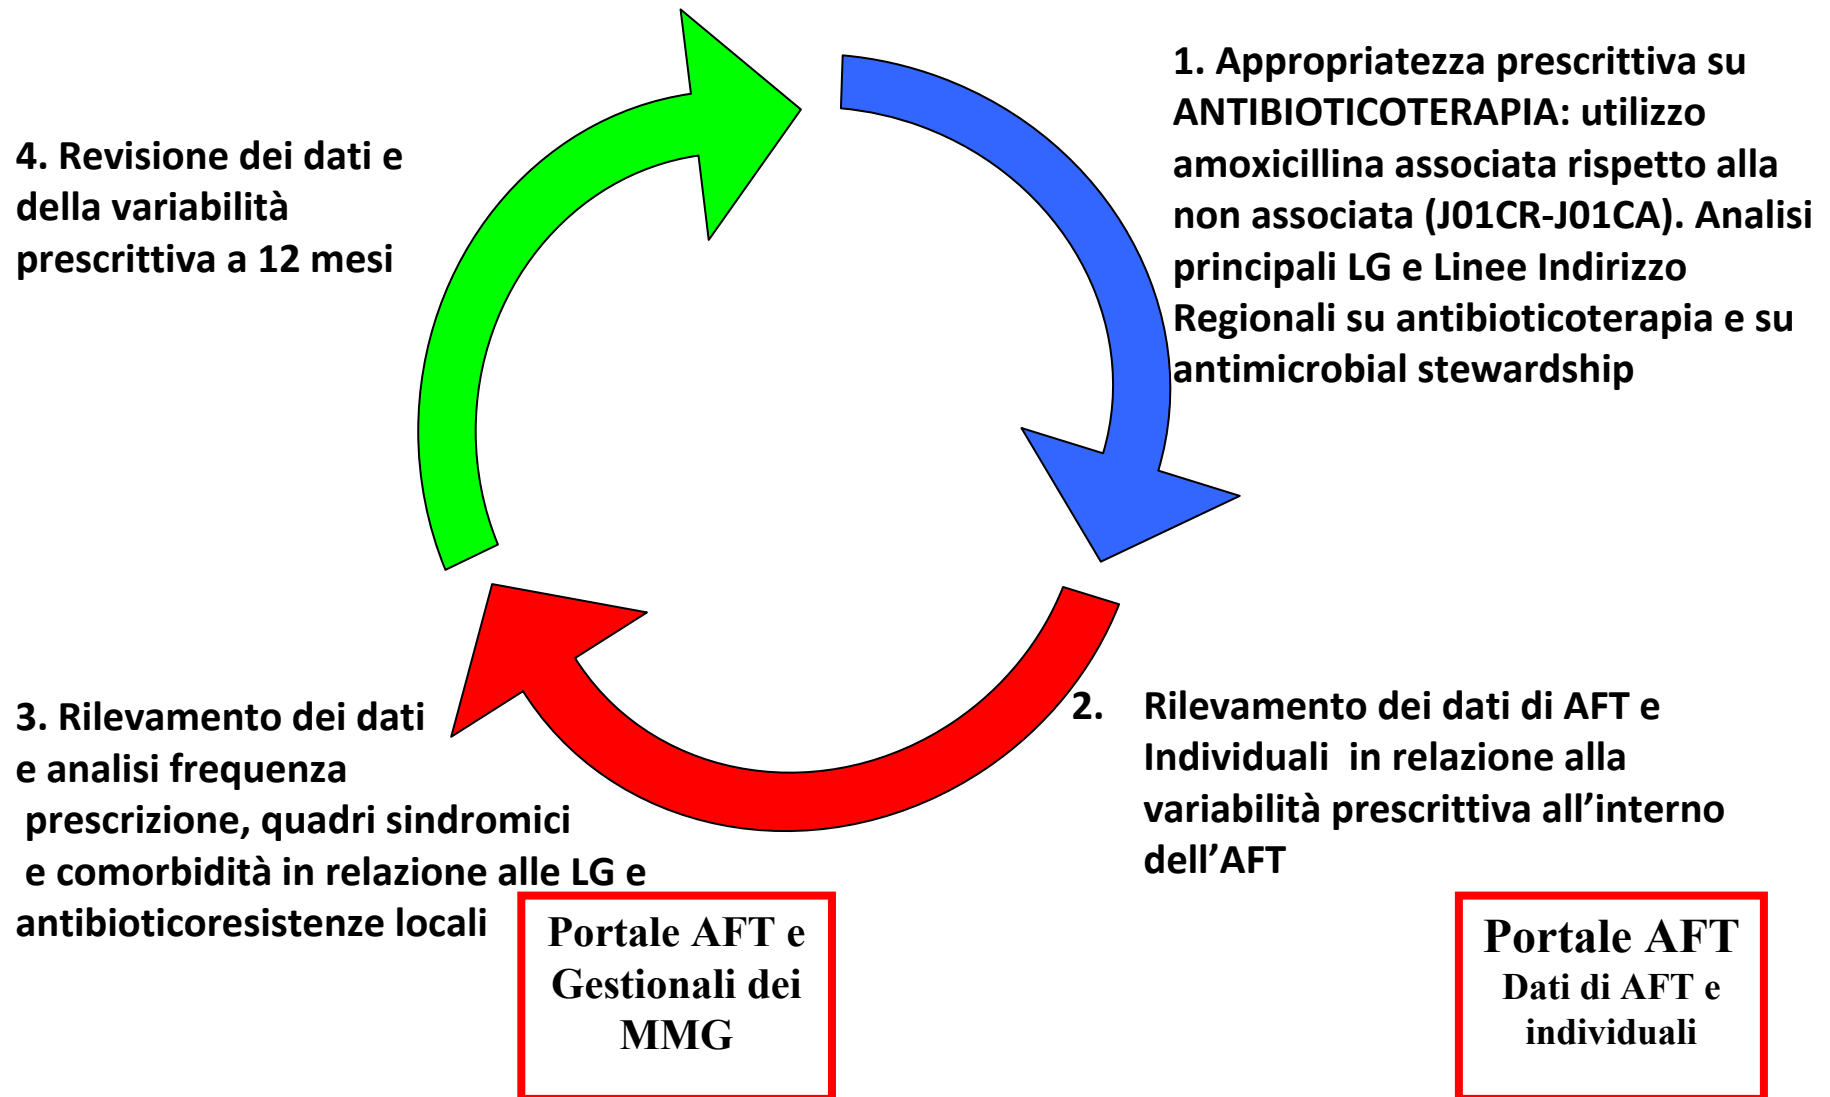 1. Appropriatezza prescrittiva su
ANTIBIOTICOTERAPIA: utilizzo
amoxicillina associata rispetto alla
non associata (J01CR-J01CA). Analisi
principali LG e Linee Indirizzo
Regionali su antibioticoterapia e su
antimicrobial stewardship
2. Rilevamento dei dati di AFT e
Individuali in relazione alla
variabilità prescrittiva all’interno
dell’AFT
Portale AFT
Dati di AFT e
individuali
3. Rilevamento dei dati
e analisi frequenza
prescrizione, quadri sindromici
e comorbidità in relazione alle LG e
antibioticoresistenze locali
Portale AFT e
Gestionali dei
MMG
4. Revisione dei dati e
della variabilità
prescrittiva a 12 mesi